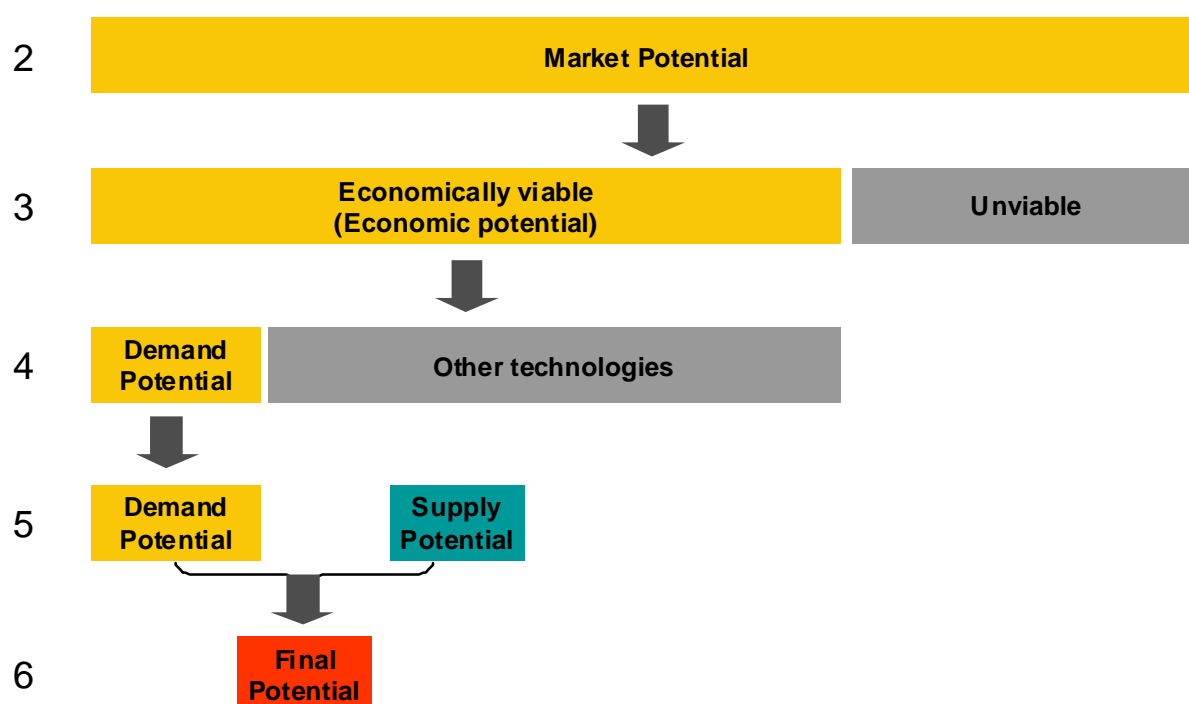 2
Market Potential
3
Economically viable
(Economic potential)
Unviable
4
Demand
Potential
Other technologies
5
Demand
Potential
Supply
Potential
6
Final
Potential